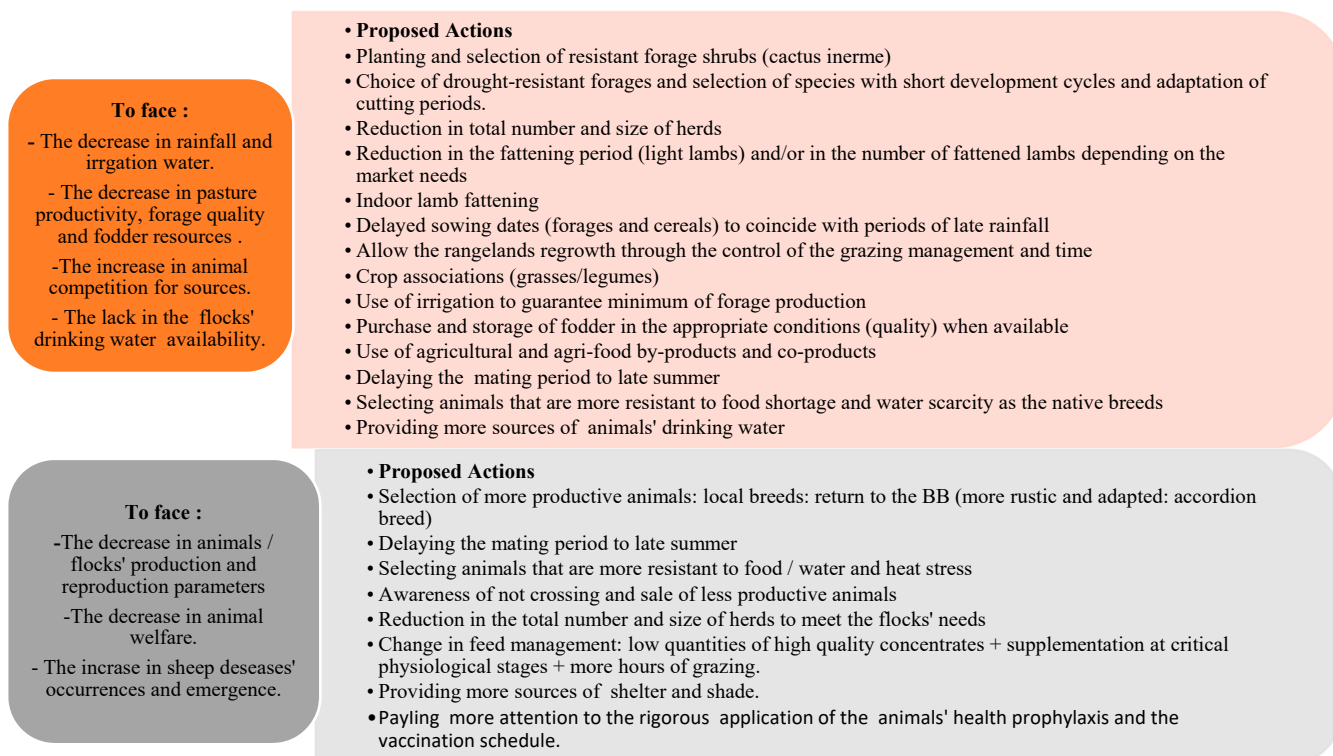 To face :
- The decrease in rainfall and
irrgation water.
- The decrease in pasture
productivity, forage quality
and fodder resources .
-The increase in animal
competition for sources.
- The lack in the flocks'
drinking water availability.
• Proposed Actions
• Planting and selection of resistant forage shrubs (cactus inerme)
• Choice of drought-resistant forages and selection of species with short development cycles and adaptation of
cutting periods.
• Reduction in total number and size of herds
• Reduction in the fattening period (light lambs) and/or in the number of fattened lambs depending on the
market needs
• Indoor lamb fattening
• Delayed sowing dates (forages and cereals) to coincide with periods of late rainfall
• Allow the rangelands regrowth through the control of the grazing management and time
• Crop associations (grasses/legumes)
• Use of irrigation to guarantee minimum of forage production
• Purchase and storage of fodder in the appropriate conditions (quality) when available
• Use of agricultural and agri-food by-products and co-products
• Delaying the mating period to late summer
• Selecting animals that are more resistant to food shortage and water scarcity as the native breeds
• Providing more sources of animals' drinking water
To face :
-The decrease in animals /
flocks' production and
reproduction parameters
-The decrease in animal
welfare.
- The incrase in sheep deseases'
occurrences and emergence.
• Proposed Actions
• Selection of more productive animals: local breeds: return to the BB (more rustic and adapted: accordion
breed)
• Delaying the mating period to late summer
• Selecting animals that are more resistant to food / water and heat stress
• Awareness of not crossing and sale of less productive animals
• Reduction in the total number and size of herds to meet the flocks' needs
• Change in feed management: low quantities of high quality concentrates + supplementation at critical
physiological stages + more hours of grazing.
• Providing more sources of shelter and shade.
•Payling more attention to the rigorous application of the animals' health prophylaxis and the
vaccination schedule.